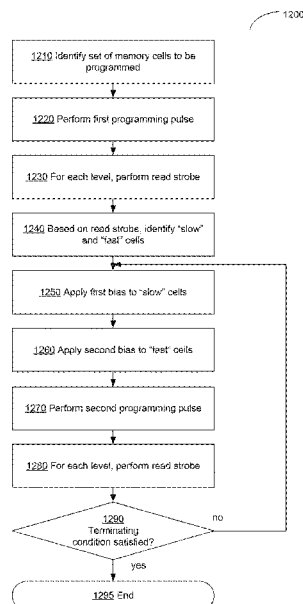 1200
1210 Identify set of memory cells to be
programmed
1220 Perform first programming pulse
1230 For each level, perform read strobe
1240 Based on read strobe, identify "slow"
and "fast" cells
1250 Apply first bias to "slow" cells
1260 Apply second bias to "fast" cells
1270 Perform second programming pulse
1280 For each level, perform read strobe
1290
Terminating
condition satisfied?
no
yes
1295 End